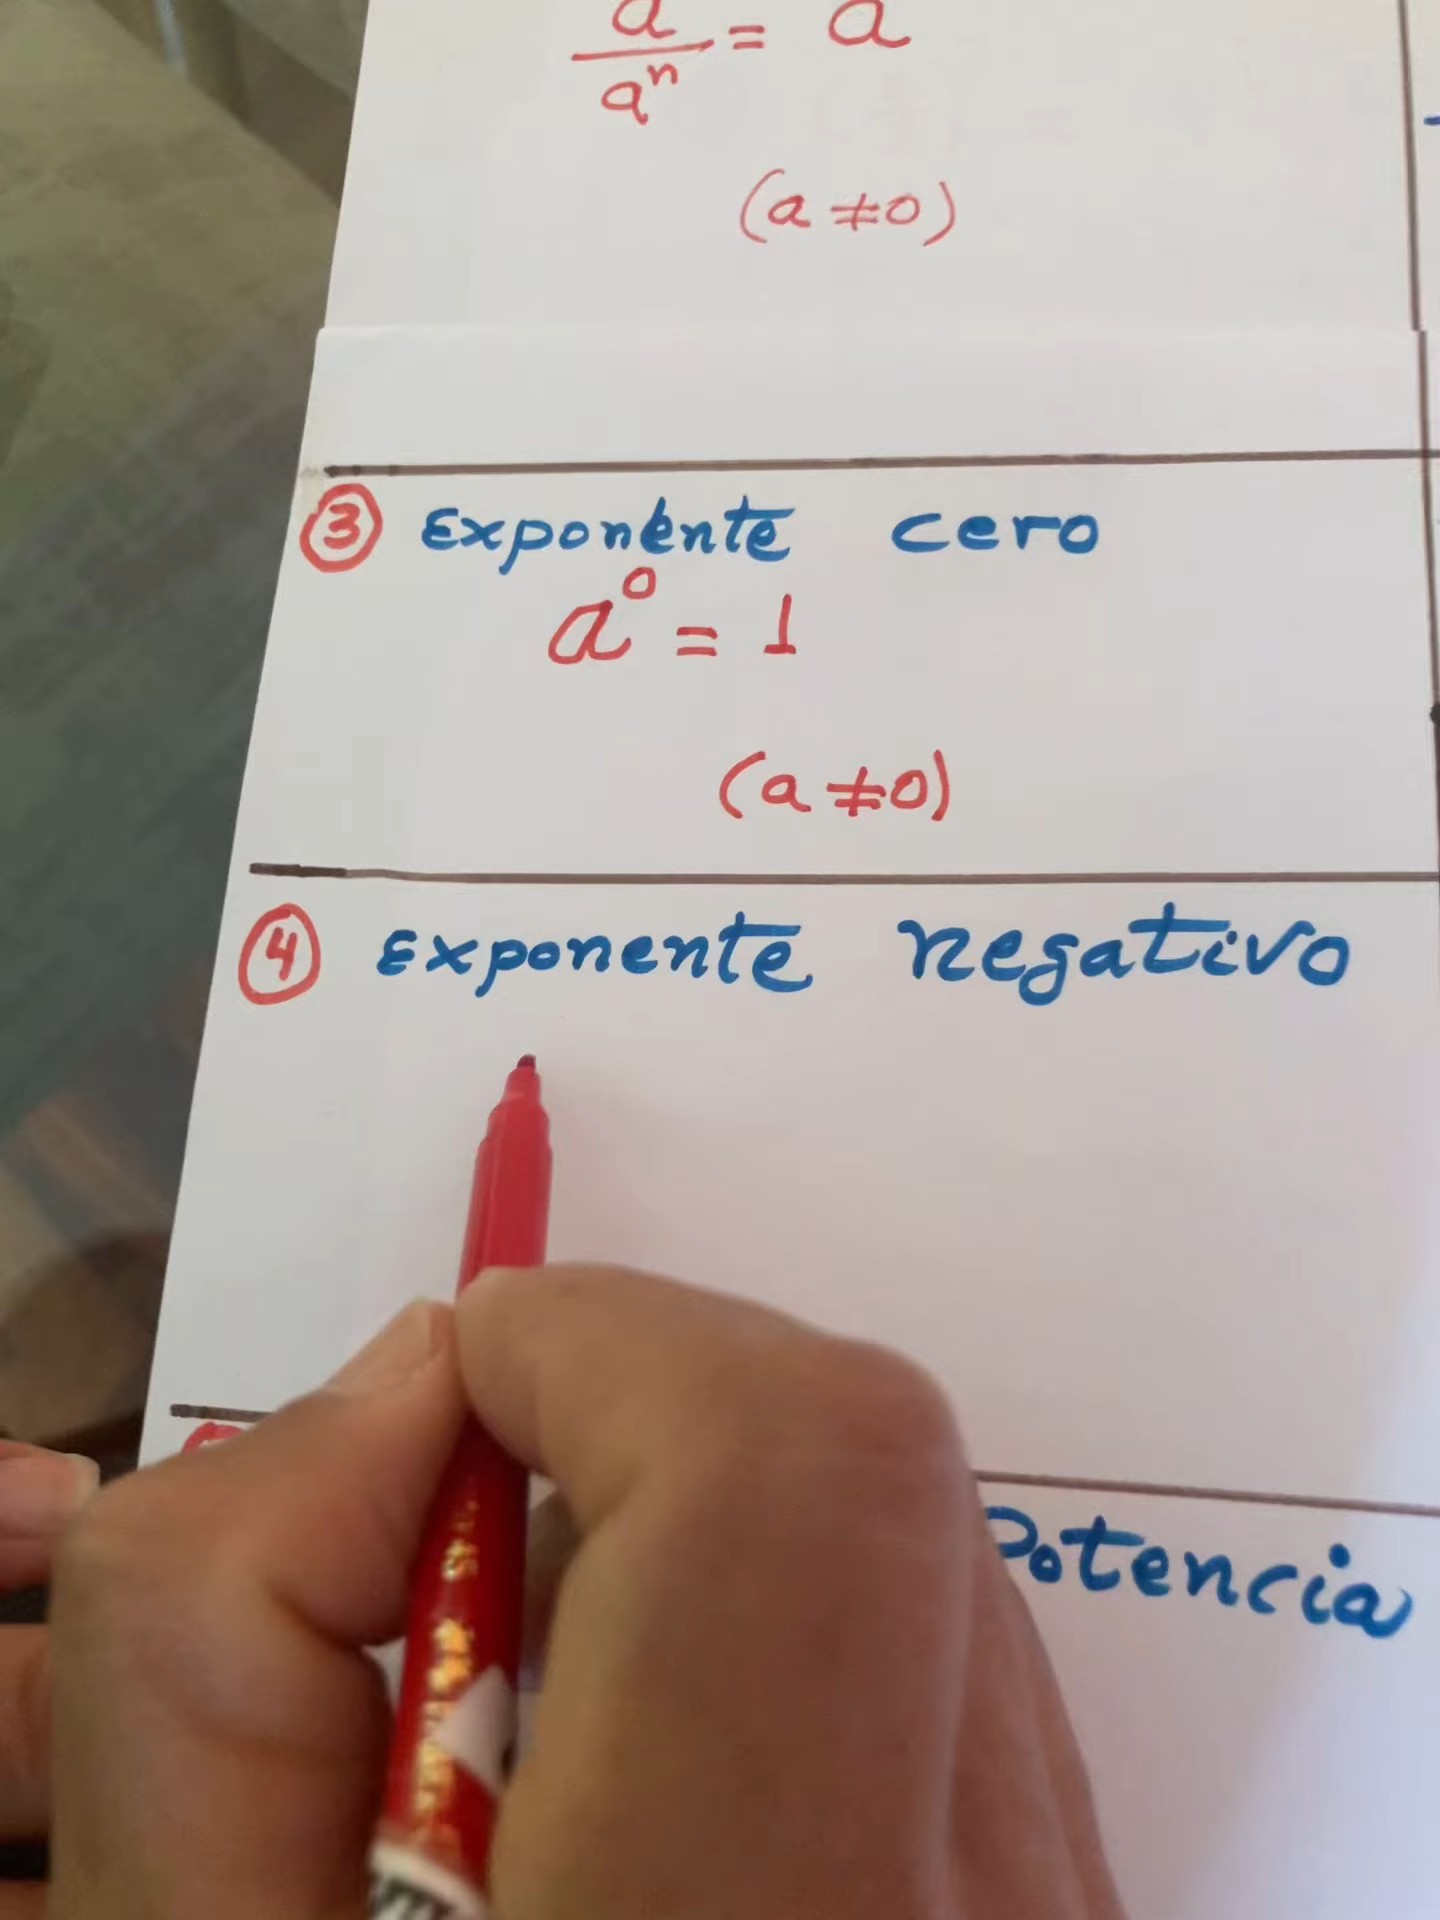 a
— = a
aⁿ
(a ≠ 0)
③ Exponente cero
a⁰ = 1
(a ≠ 0)
④ Exponente negativo
Potencia